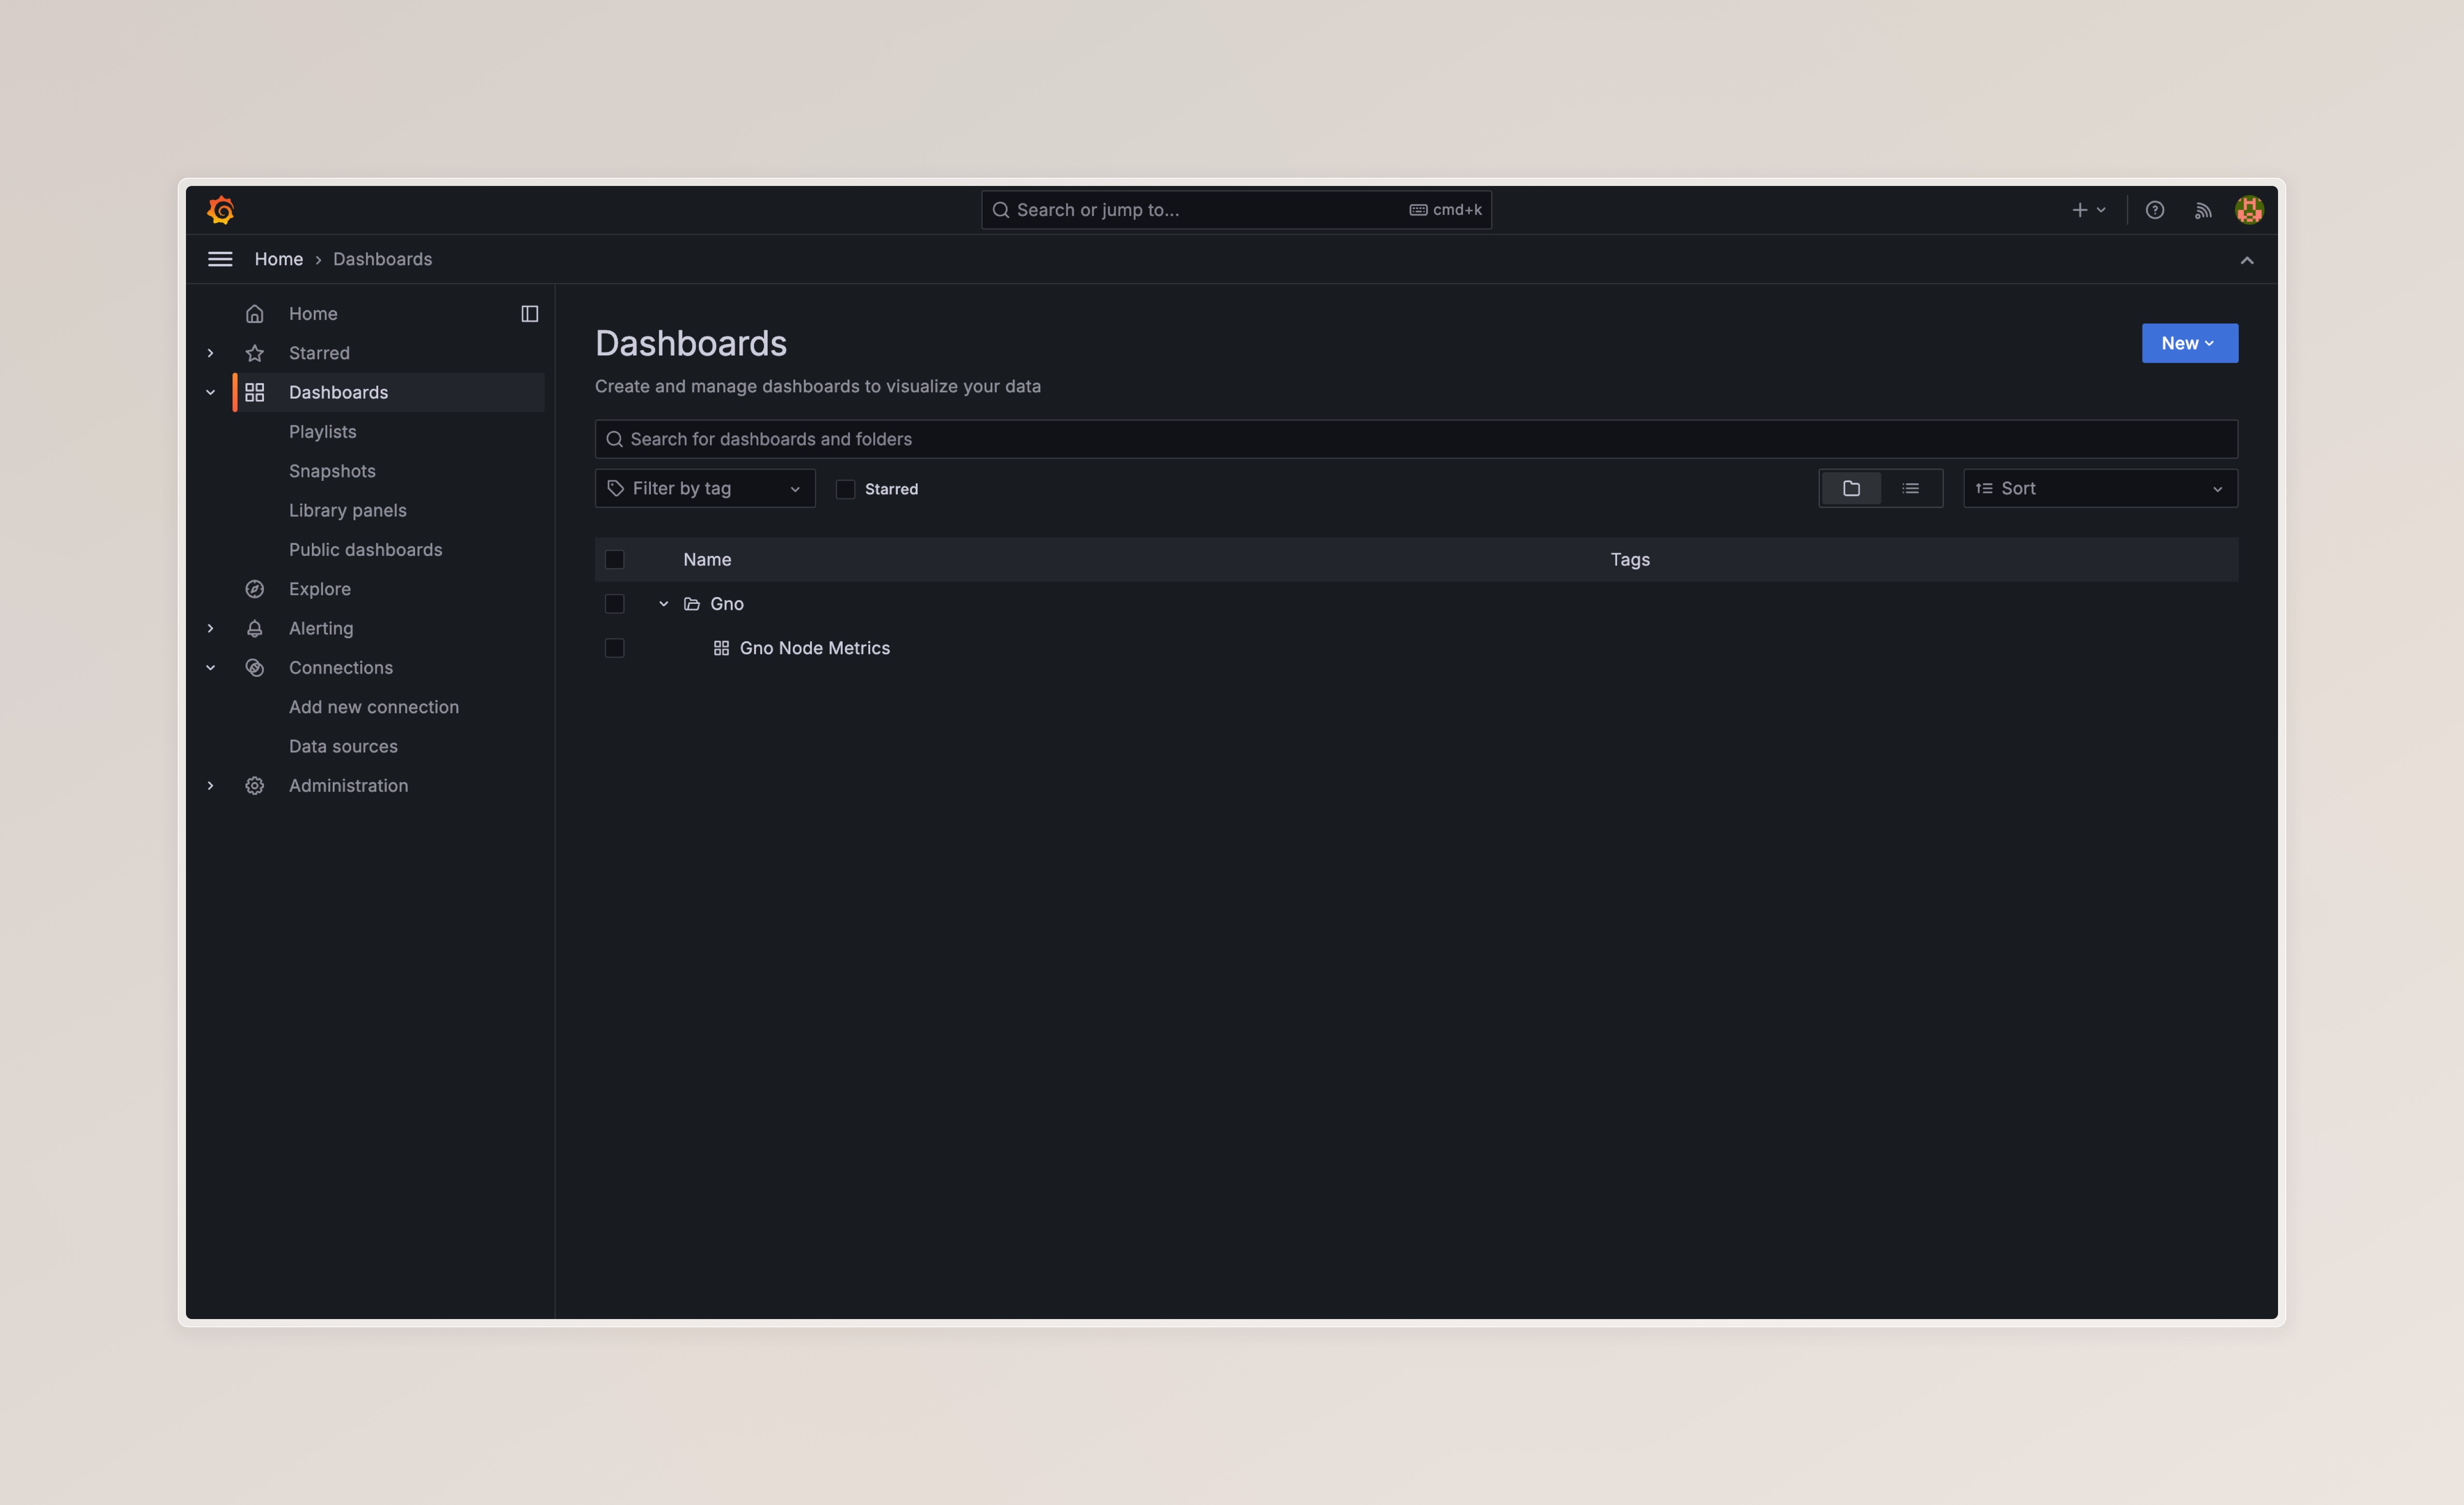 Search or jump to...
cmd+k
Home
Dashboards
Home
Starred
Dashboards
Playlists
Snapshots
Library panels
Public dashboards
Explore
Alerting
Connections
Add new connection
Data sources
Administration
Dashboards
New
Create and manage dashboards to visualize your data
Search for dashboards and folders
Filter by tag
Starred
Sort
Name
Tags
Gno
Gno Node Metrics